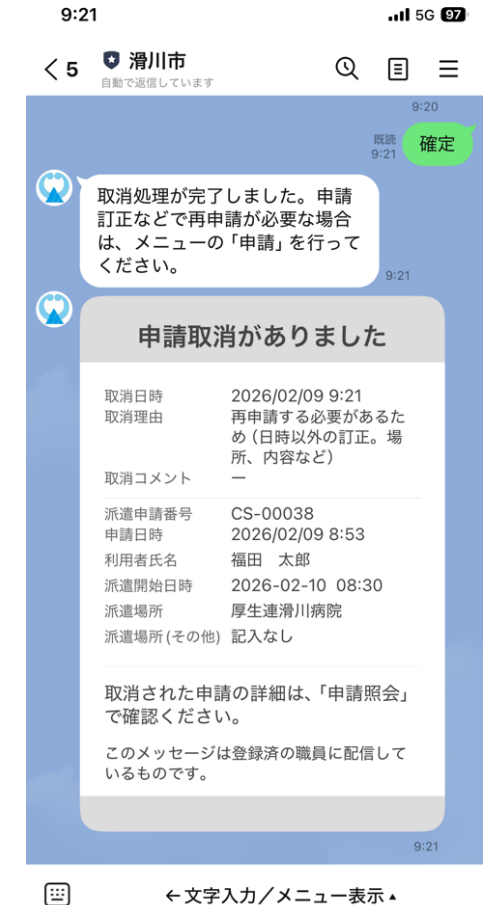 9:21
5G 97
5
滑川市
自動で返信しています
9:20
既読
9:21
確定
取消処理が完了しました。申請
訂正などで再申請が必要な場合
は、メニューの「申請」を行って
ください。
9:21
申請取消がありました
取消日時 2026/02/09 9:21
取消理由 再申請する必要があるた
め（日時以外の訂正。場
所、内容など）
取消コメント ー
派遣申請番号 CS-00038
申請日時 2026/02/09 8:53
利用者氏名 福田　太郎
派遣開始日時 2026-02-10 08:30
派遣場所 厚生連滑川病院
派遣場所（その他） 記入なし
取消された申請の詳細は、「申請照会」
で確認ください。
このメッセージは登録済の職員に配信して
いるものです。
9:21
←文字入力／メニュー表示▲